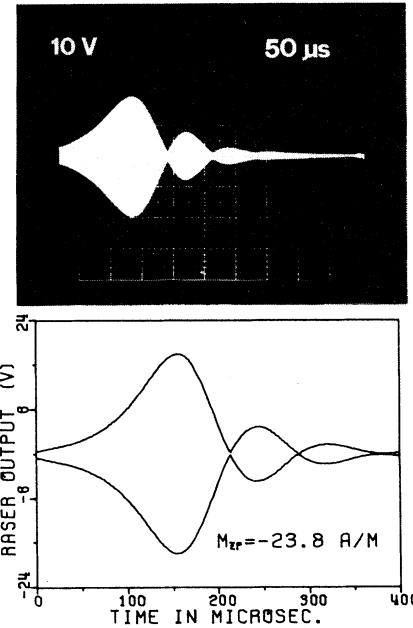 10 V
50 µs
RASER OUTPUT (V)
24
8
-8
-24
=-23.8 A/M
0
100
200
300
400
TIME IN MICROSEC.